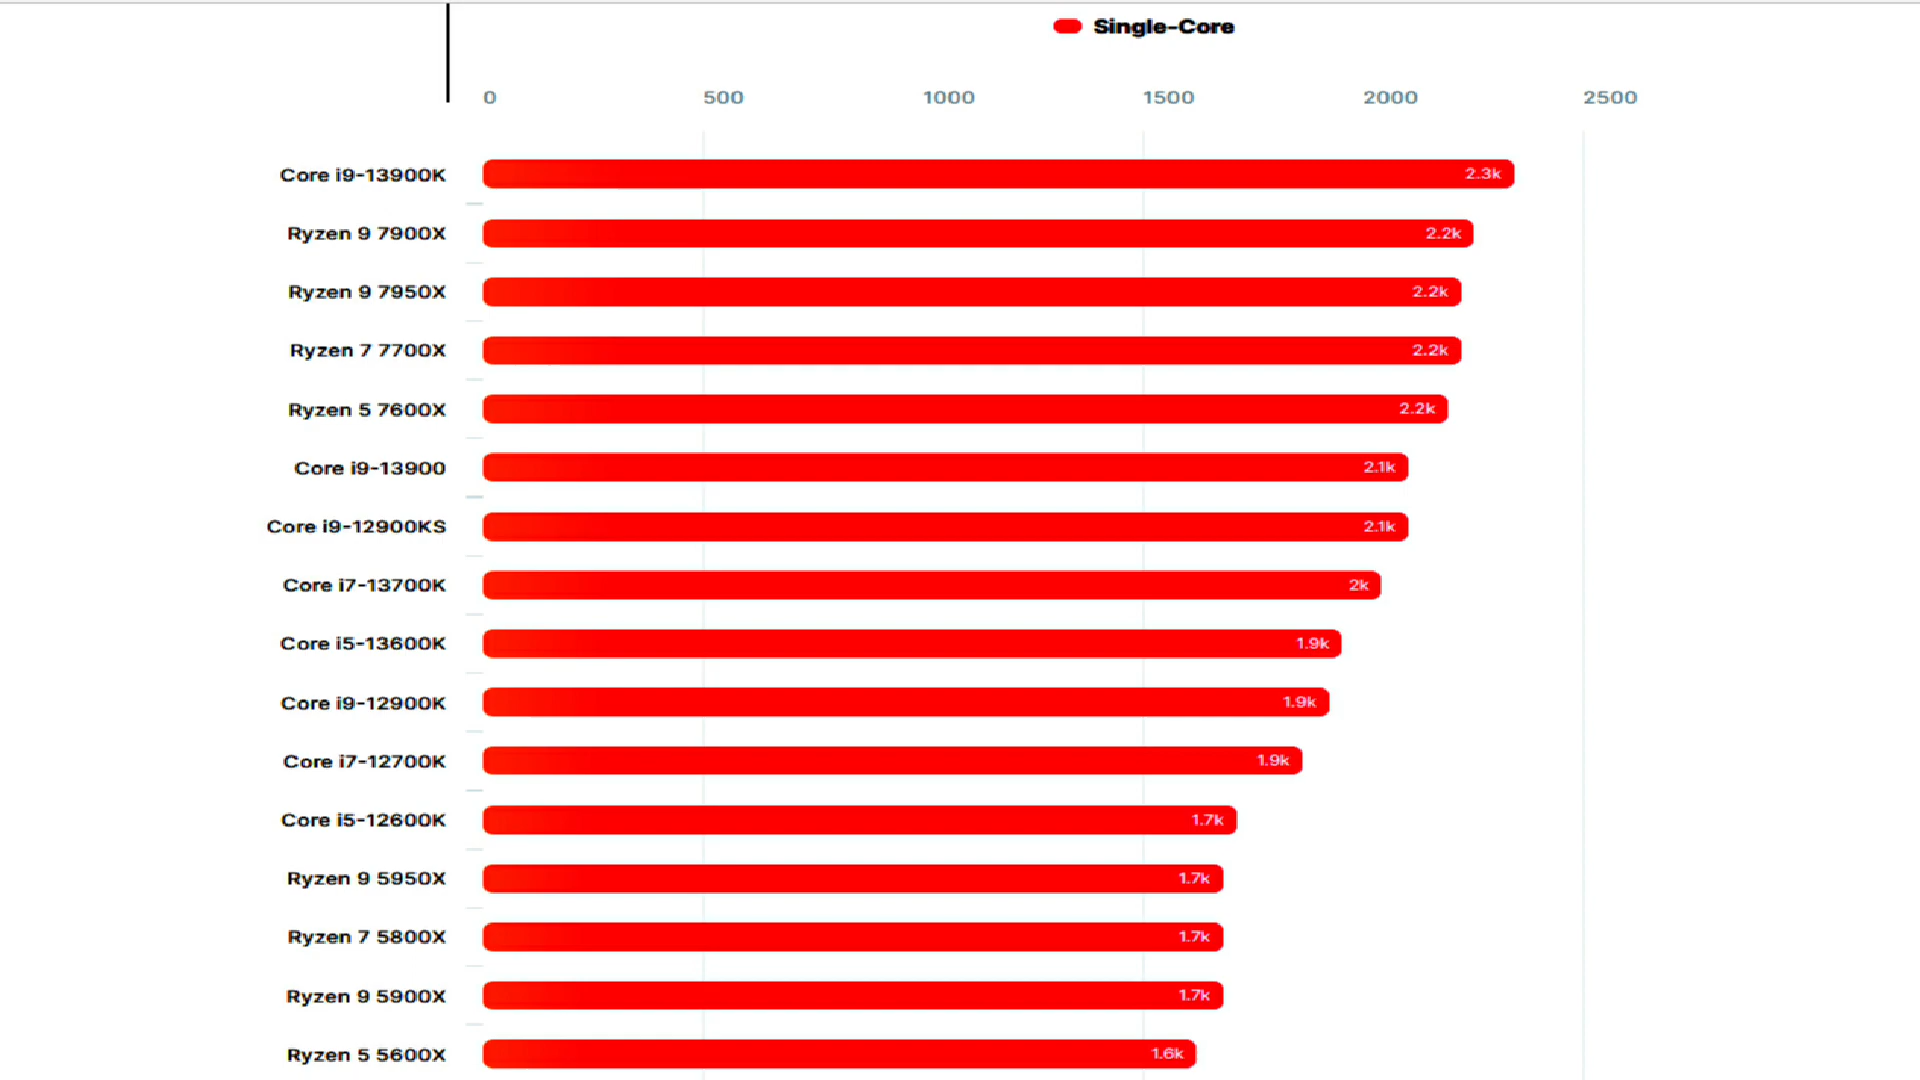 Single-Core
0 500 1000 1500 2000 2500
Core i9-13900K 2.3k
Ryzen 9 7900X 2.2k
Ryzen 9 7950X 2.2k
Ryzen 7 7700X 2.2k
Ryzen 5 7600X 2.2k
Core i9-13900 2.1k
Core i9-12900KS 2.1k
Core i7-13700K 2k
Core i5-13600K 1.9k
Core i9-12900K 1.9k
Core i7-12700K 1.9k
Core i5-12600K 1.7k
Ryzen 9 5950X 1.7k
Ryzen 7 5800X 1.7k
Ryzen 9 5900X 1.7k
Ryzen 5 5600X 1.6k